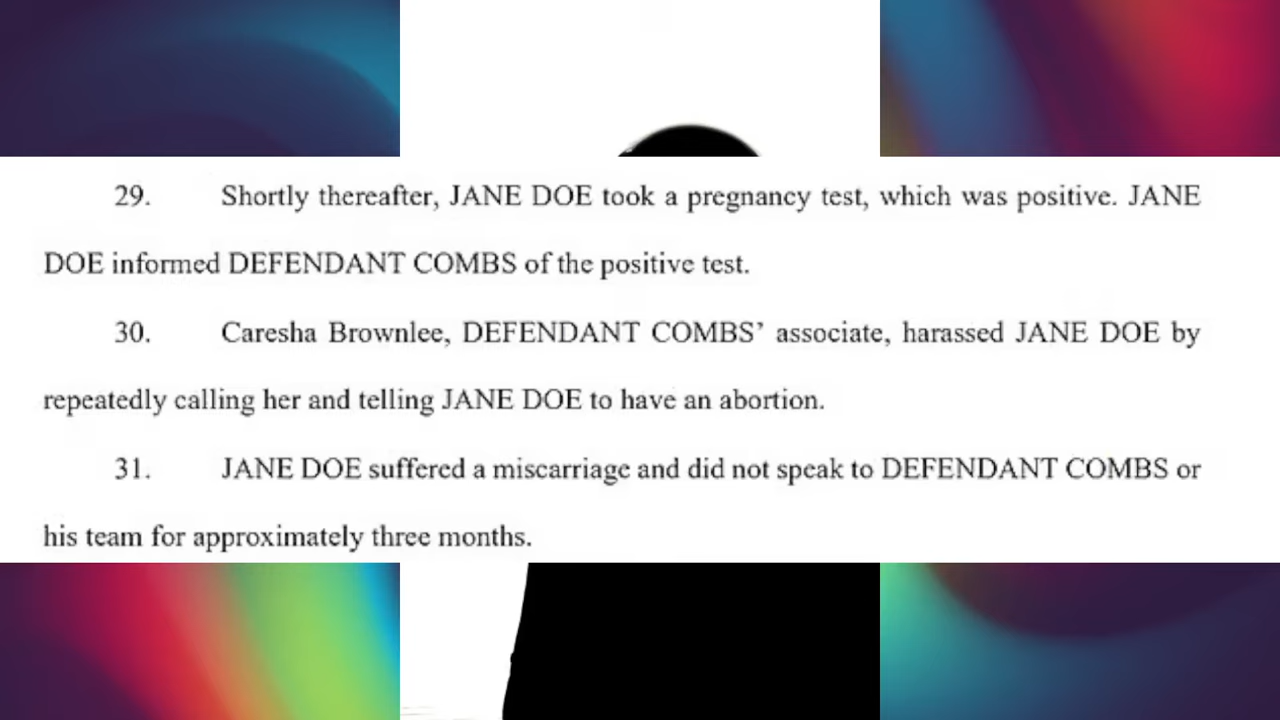 29. Shortly thereafter, JANE DOE took a pregnancy test, which was positive. JANE
DOE informed DEFENDANT COMBS of the positive test.
30. Caresha Brownlee, DEFENDANT COMBS' associate, harassed JANE DOE by
repeatedly calling her and telling JANE DOE to have an abortion.
31. JANE DOE suffered a miscarriage and did not speak to DEFENDANT COMBS or
his team for approximately three months.